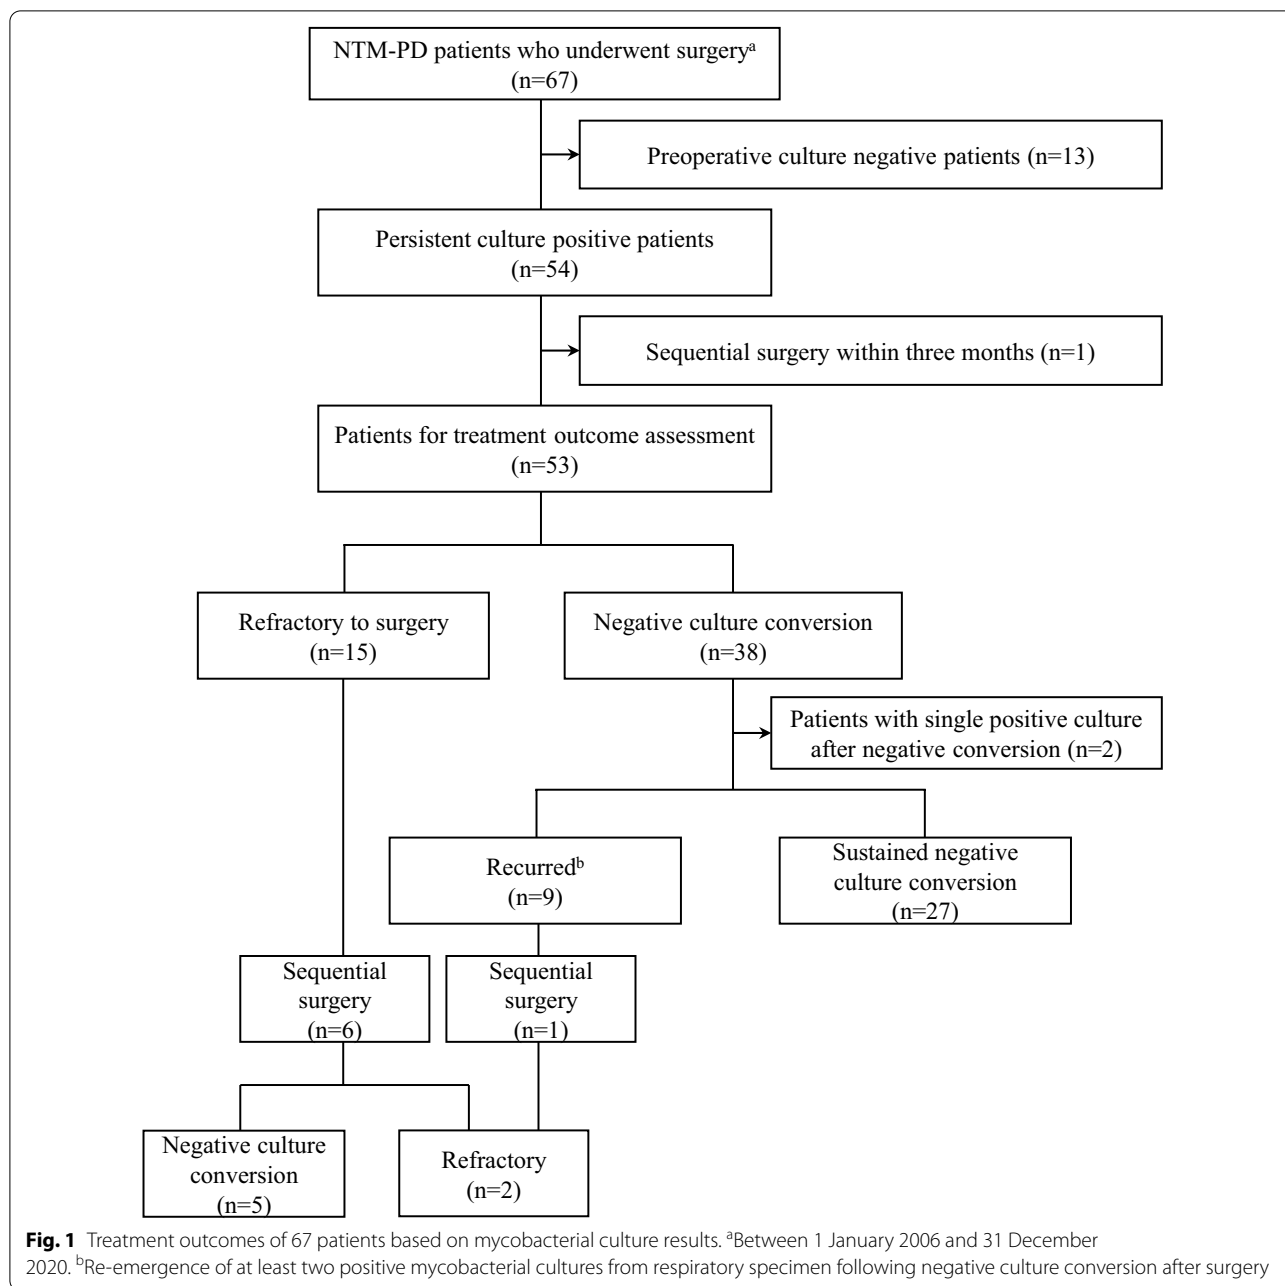 NTM-PD patients who underwent surgeryᵃ
(n=67)
Preoperative culture negative patients (n=13)
Persistent culture positive patients
(n=54)
Sequential surgery within three months (n=1)
Patients for treatment outcome assessment
(n=53)
Refractory to surgery
(n=15)
Negative culture conversion
(n=38)
Patients with single positive culture
after negative conversion (n=2)
Recurredᵇ
(n=9)
Sustained negative
culture conversion
(n=27)
Sequential
surgery
(n=6)
Sequential
surgery
(n=1)
Negative culture
conversion
(n=5)
Refractory
(n=2)
Fig. 1 Treatment outcomes of 67 patients based on mycobacterial culture results. ᵃBetween 1 January 2006 and 31 December
2020. ᵇRe-emergence of at least two positive mycobacterial cultures from respiratory specimen following negative culture conversion after surgery